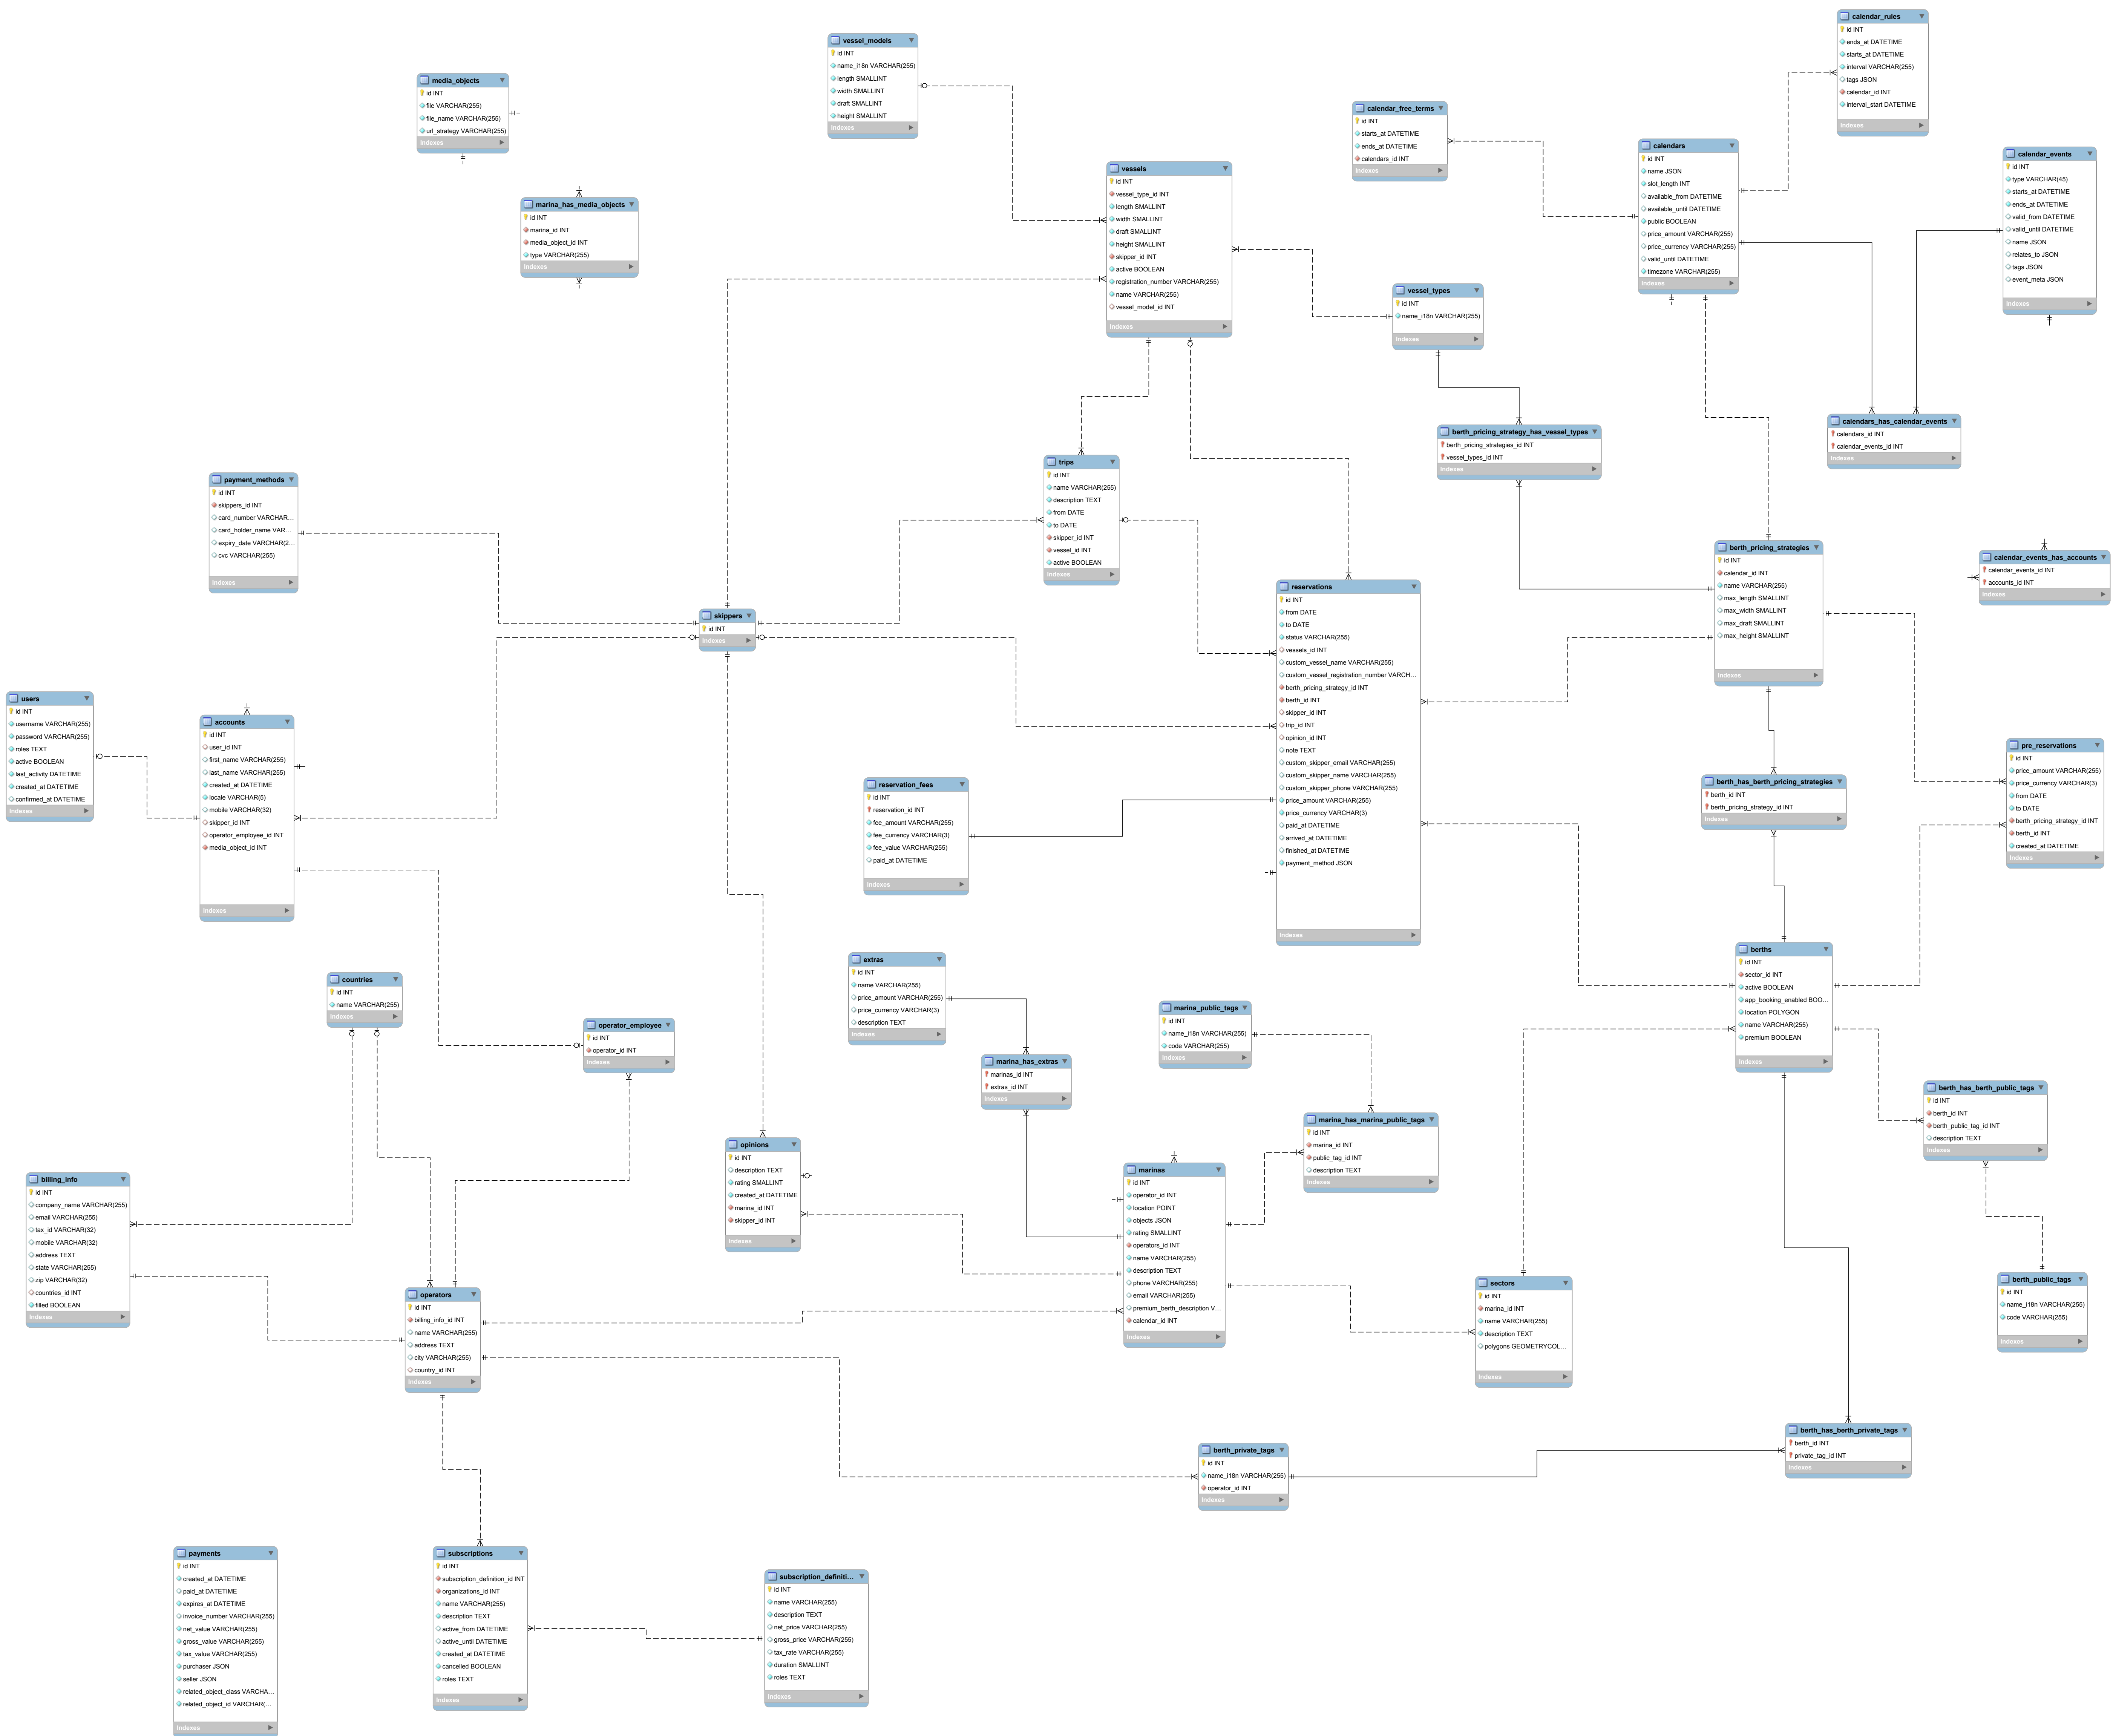 calendar_rules
id INT
ends_at DATETIME
starts_at DATETIME
interval VARCHAR(255)
tags JSON
calendar_id INT
interval_start DATETIME
Indexes
vessel_models
id INT
name_i18n VARCHAR(255)
length SMALLINT
width SMALLINT
draft SMALLINT
height SMALLINT
Indexes
media_objects
id INT
file VARCHAR(255)
file_name VARCHAR(255)
url_strategy VARCHAR(255)
Indexes
calendar_free_terms
id INT
starts_at DATETIME
ends_at DATETIME
calendars_id INT
Indexes
calendars
id INT
name JSON
slot_length INT
available_from DATETIME
available_until DATETIME
public BOOLEAN
price_amount VARCHAR(255)
price_currency VARCHAR(255)
valid_until DATETIME
timezone VARCHAR(255)
Indexes
calendar_events
id INT
type VARCHAR(45)
starts_at DATETIME
ends_at DATETIME
valid_from DATETIME
valid_until DATETIME
name JSON
relates_to JSON
tags JSON
event_meta JSON
Indexes
vessels
id INT
vessel_type_id INT
length SMALLINT
width SMALLINT
draft SMALLINT
height SMALLINT
skipper_id INT
active BOOLEAN
registration_number VARCHAR(255)
name VARCHAR(255)
vessel_model_id INT
Indexes
marina_has_media_objects
id INT
marina_id INT
media_object_id INT
type VARCHAR(255)
Indexes
vessel_types
id INT
name_i18n VARCHAR(255)
Indexes
calendars_has_calendar_events
calendars_id INT
calendar_events_id INT
Indexes
berth_pricing_strategy_has_vessel_types
berth_pricing_strategies_id INT
vessel_types_id INT
Indexes
trips
id INT
name VARCHAR(255)
description TEXT
from DATE
to DATE
skipper_id INT
vessel_id INT
active BOOLEAN
Indexes
payment_methods
id INT
skippers_id INT
card_number VARCHAR...
card_holder_name VAR...
expiry_date VARCHAR(2...
cvc VARCHAR(255)
Indexes
berth_pricing_strategies
id INT
calendar_id INT
name VARCHAR(255)
max_length SMALLINT
max_width SMALLINT
max_draft SMALLINT
max_height SMALLINT
Indexes
calendar_events_has_accounts
calendar_events_id INT
accounts_id INT
Indexes
reservations
id INT
from DATE
to DATE
status VARCHAR(255)
vessels_id INT
custom_vessel_name VARCHAR(255)
custom_vessel_registration_number VARCH...
berth_pricing_strategy_id INT
berth_id INT
skipper_id INT
trip_id INT
opinion_id INT
note TEXT
custom_skipper_email VARCHAR(255)
custom_skipper_name VARCHAR(255)
custom_skipper_phone VARCHAR(255)
price_amount VARCHAR(255)
price_currency VARCHAR(3)
paid_at DATETIME
arrived_at DATETIME
finished_at DATETIME
payment_method JSON
Indexes
skippers
id INT
Indexes
users
id INT
username VARCHAR(255)
password VARCHAR(255)
roles TEXT
active BOOLEAN
last_activity DATETIME
created_at DATETIME
confirmed_at DATETIME
Indexes
accounts
id INT
user_id INT
first_name VARCHAR(255)
last_name VARCHAR(255)
created_at DATETIME
locale VARCHAR(5)
mobile VARCHAR(32)
skipper_id INT
operator_employee_id INT
media_object_id INT
Indexes
pre_reservations
id INT
price_amount VARCHAR(255)
price_currency VARCHAR(3)
from DATE
to DATE
berth_pricing_strategy_id INT
berth_id INT
created_at DATETIME
Indexes
reservation_fees
id INT
reservation_id INT
fee_amount VARCHAR(255)
fee_currency VARCHAR(3)
fee_value VARCHAR(255)
paid_at DATETIME
Indexes
berth_has_berth_pricing_strategies
berth_id INT
berth_pricing_strategy_id INT
Indexes
berths
id INT
sector_id INT
active BOOLEAN
app_booking_enabled BOO...
location POLYGON
name VARCHAR(255)
premium BOOLEAN
Indexes
extras
id INT
name VARCHAR(255)
price_amount VARCHAR(255)
price_currency VARCHAR(3)
description TEXT
Indexes
countries
id INT
name VARCHAR(255)
Indexes
marina_public_tags
id INT
name_i18n VARCHAR(255)
code VARCHAR(255)
Indexes
operator_employee
id INT
operator_id INT
Indexes
marina_has_extras
marinas_id INT
extras_id INT
Indexes
berth_has_berth_public_tags
id INT
berth_id INT
berth_public_tag_id INT
description TEXT
Indexes
marina_has_marina_public_tags
id INT
marina_id INT
public_tag_id INT
description TEXT
Indexes
opinions
id INT
description TEXT
rating SMALLINT
created_at DATETIME
marina_id INT
skipper_id INT
Indexes
marinas
id INT
operator_id INT
location POINT
objects JSON
rating SMALLINT
operators_id INT
name VARCHAR(255)
description TEXT
phone VARCHAR(255)
email VARCHAR(255)
premium_berth_description V...
calendar_id INT
Indexes
billing_info
id INT
company_name VARCHAR(255)
email VARCHAR(255)
tax_id VARCHAR(32)
mobile VARCHAR(32)
address TEXT
state VARCHAR(255)
zip VARCHAR(32)
countries_id INT
filled BOOLEAN
Indexes
berth_public_tags
id INT
name_i18n VARCHAR(255)
code VARCHAR(255)
Indexes
sectors
id INT
marina_id INT
name VARCHAR(255)
description TEXT
polygons GEOMETRYCOL...
Indexes
operators
id INT
billing_info_id INT
name VARCHAR(255)
address TEXT
city VARCHAR(255)
country_id INT
Indexes
berth_has_berth_private_tags
berth_id INT
private_tag_id INT
Indexes
berth_private_tags
id INT
name_i18n VARCHAR(255)
operator_id INT
Indexes
payments
id INT
created_at DATETIME
paid_at DATETIME
expires_at DATETIME
invoice_number VARCHAR(255)
net_value VARCHAR(255)
gross_value VARCHAR(255)
tax_value VARCHAR(255)
purchaser JSON
seller JSON
related_object_class VARCHA...
related_object_id VARCHAR(...
Indexes
subscriptions
id INT
subscription_definition_id INT
organizations_id INT
name VARCHAR(255)
description TEXT
active_from DATETIME
active_until DATETIME
created_at DATETIME
cancelled BOOLEAN
roles TEXT
Indexes
subscription_definiti...
id INT
name VARCHAR(255)
description TEXT
net_price VARCHAR(255)
gross_price VARCHAR(255)
tax_rate VARCHAR(255)
duration SMALLINT
roles TEXT
Indexes